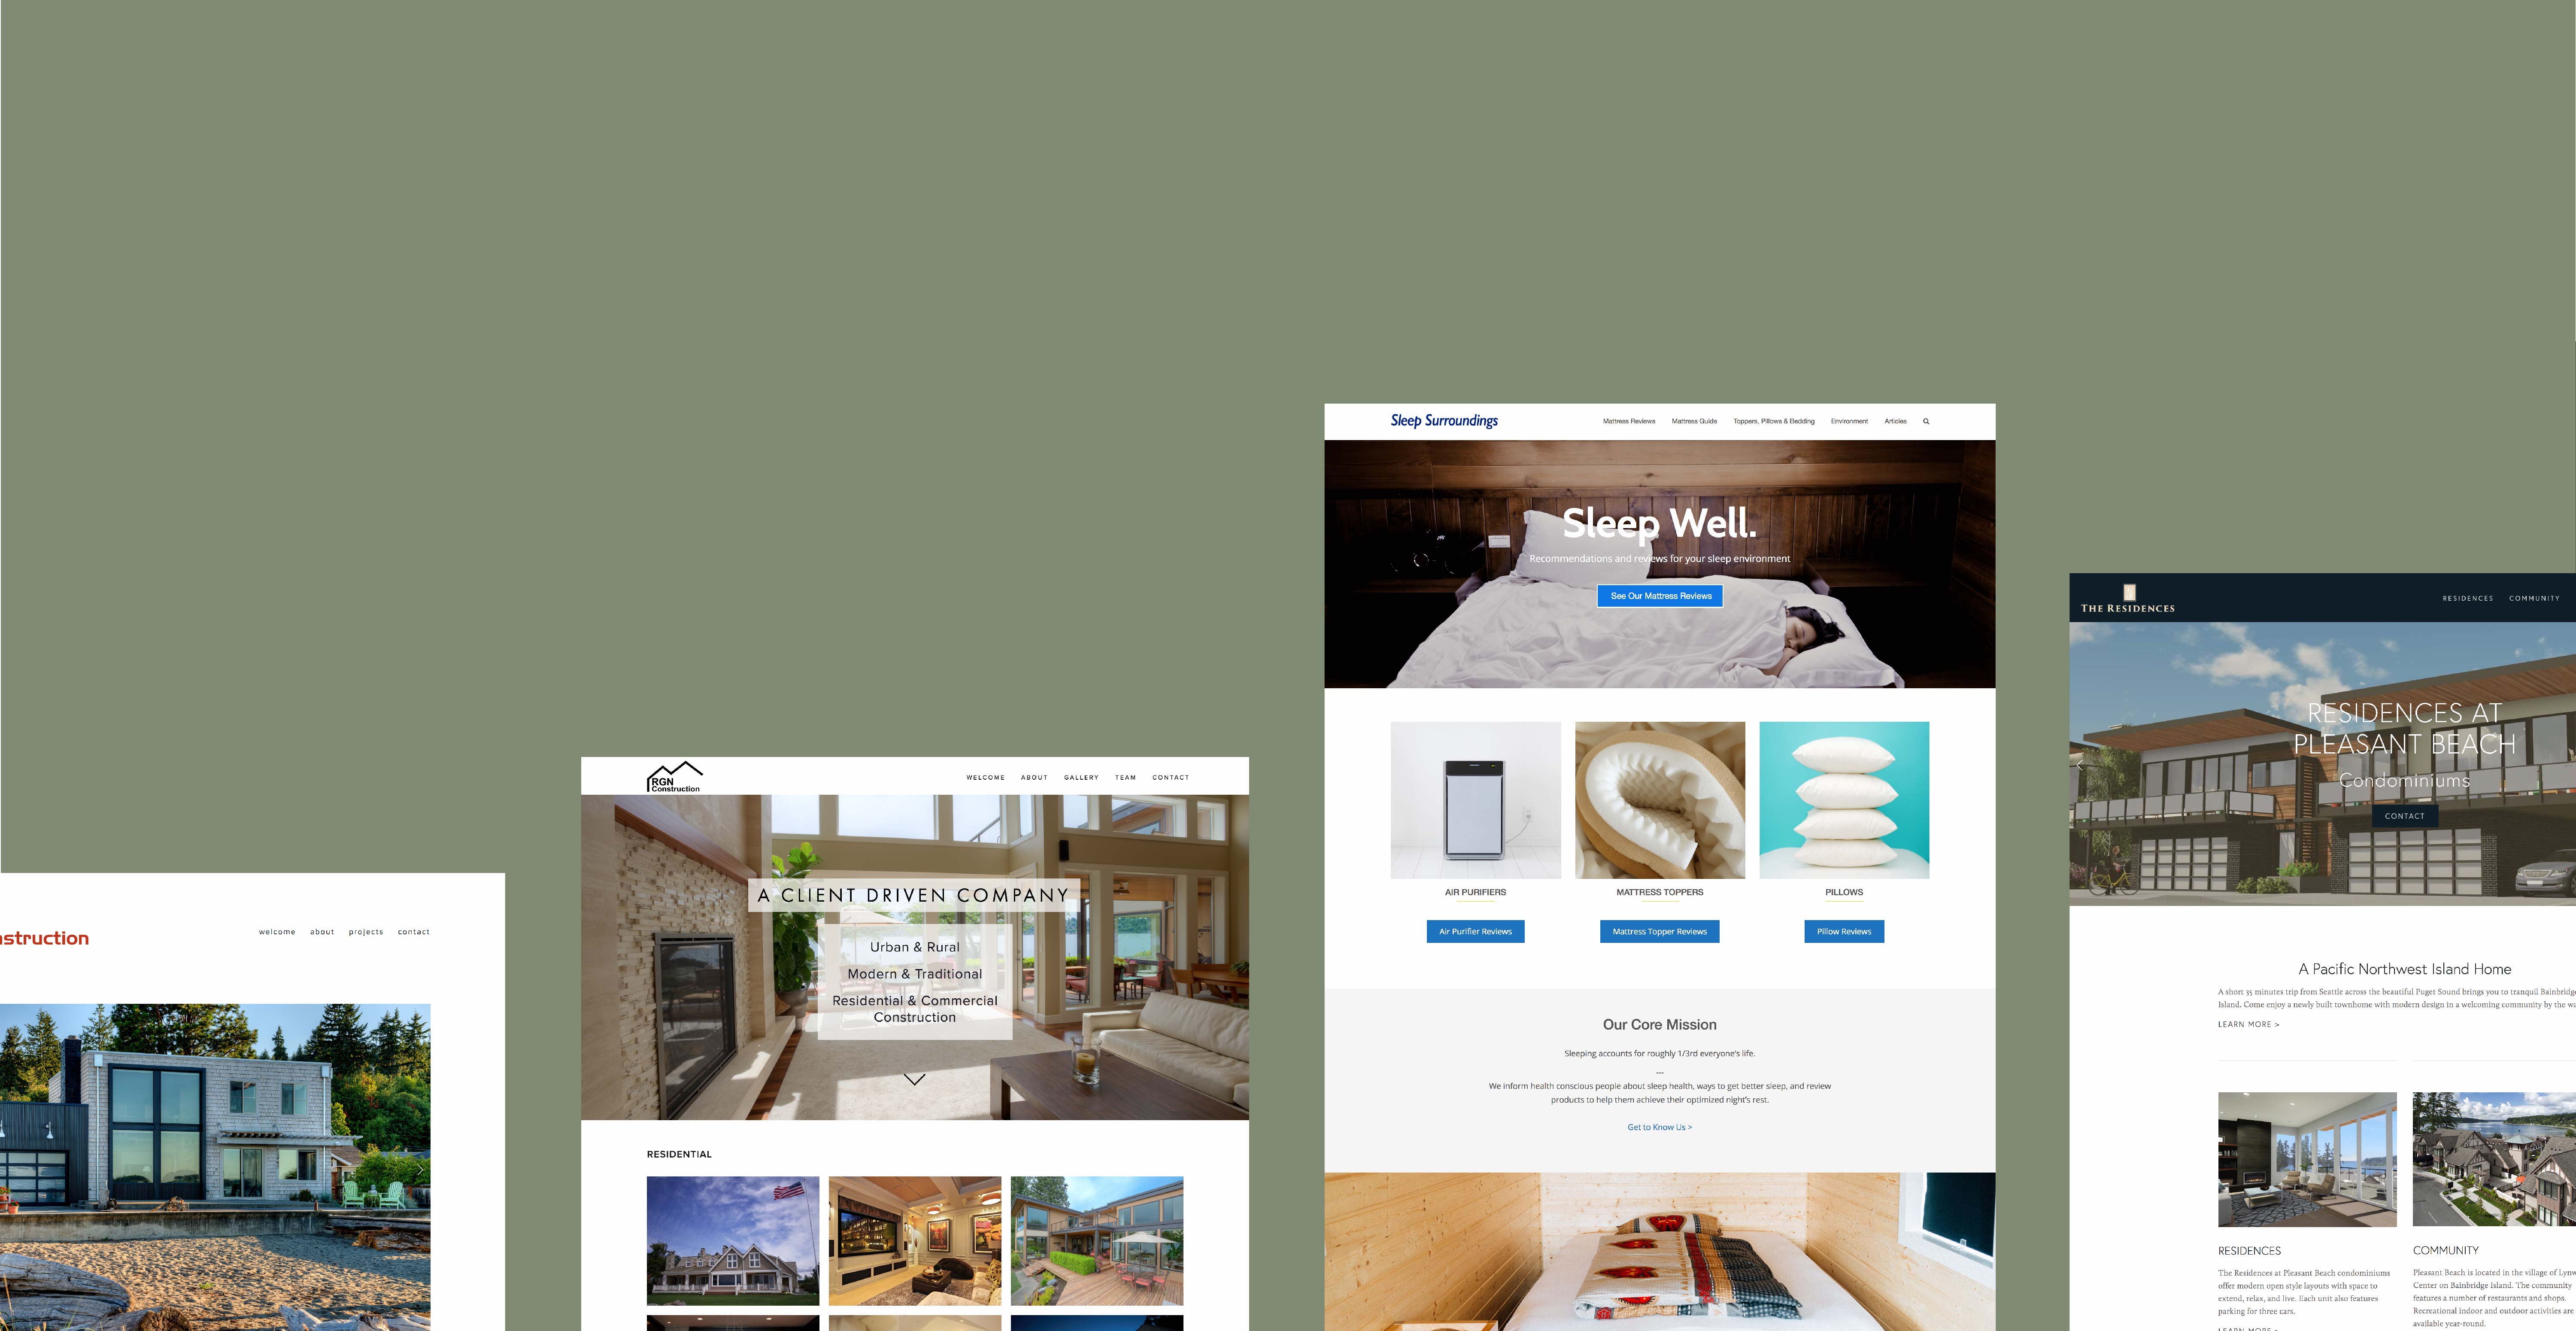 nstruction
welcome about projects contact
RGN
Construction
WELCOME ABOUT GALLERY TEAM CONTACT
A CLIENT DRIVEN COMPANY
Urban & Rural
Modern & Traditional
Residential & Commercial
Construction
RESIDENTIAL
Sleep Surroundings
Mattress Reviews Mattress Guide Toppers, Pillows & Bedding Environment Articles
Sleep Well.
Recommendations and reviews for your sleep environment
See Our Mattress Reviews
AIR PURIFIERS MATTRESS TOPPERS PILLOWS
Air Purifier Reviews Mattress Topper Reviews Pillow Reviews
Our Core Mission
Sleeping accounts for roughly 1/3rd everyone's life.
---
We inform health conscious people about sleep health, ways to get better sleep, and review
products to help them achieve their optimized night's rest.
Get to Know Us >
THE RESIDENCES
RESIDENCES COMMUNITY
RESIDENCES AT
PLEASANT BEACH
Condominiums
CONTACT
A Pacific Northwest Island Home
A short 35 minutes trip from Seattle across the beautiful Puget Sound brings you to tranquil Bainbridge
Island. Come enjoy a newly built townhome with modern design in a welcoming community by the
LEARN MORE >
RESIDENCES
The Residences at Pleasant Beach condominiums
offer modern open style layouts with space to
extend, relax, and live. Each unit also features
parking for three cars.
LEARN MORE >
COMMUNITY
Pleasant Beach is located in the village of
Center on Bainbridge Island. The community
features a number of restaurants and shops.
Recreational indoor and outdoor activities are
available year-round.